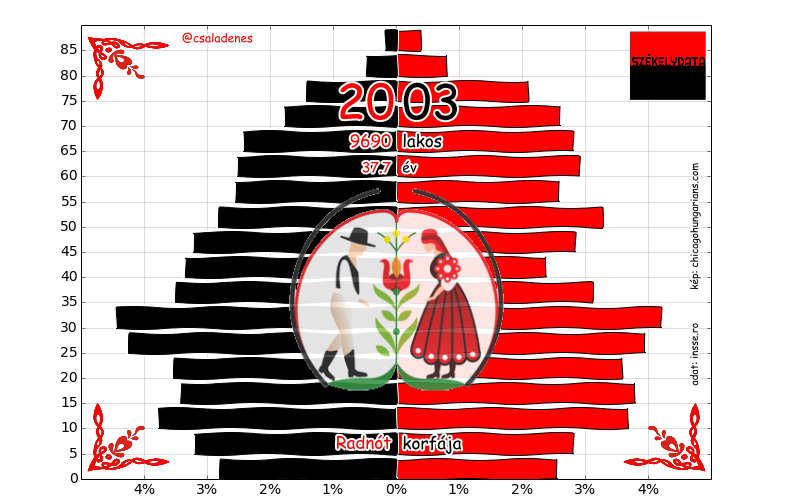 @csaladenes
SZÉKELYDATA
2003
9690 lakos
37.7 év
kép: chicagohungarians.com
adat: insse.ro
Radnót korfája
85
80
75
70
65
60
55
50
45
40
35
30
25
20
15
10
5
0
4% 3% 2% 1% 0% 1% 2% 3% 4%